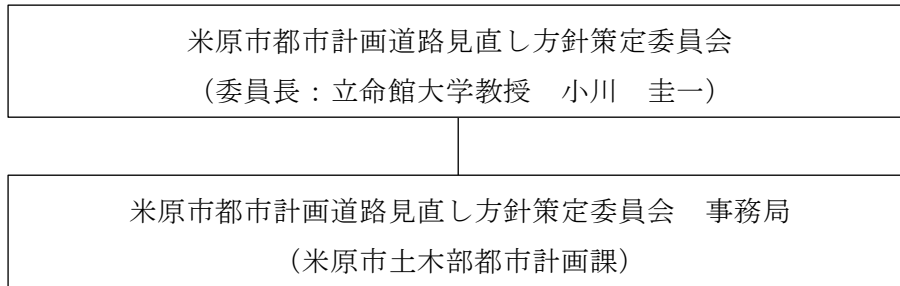 米原市都市計画道路見直し方針策定委員会
（委員長：立命館大学教授　小川　圭一）
米原市都市計画道路見直し方針策定委員会　事務局
（米原市土木部都市計画課）